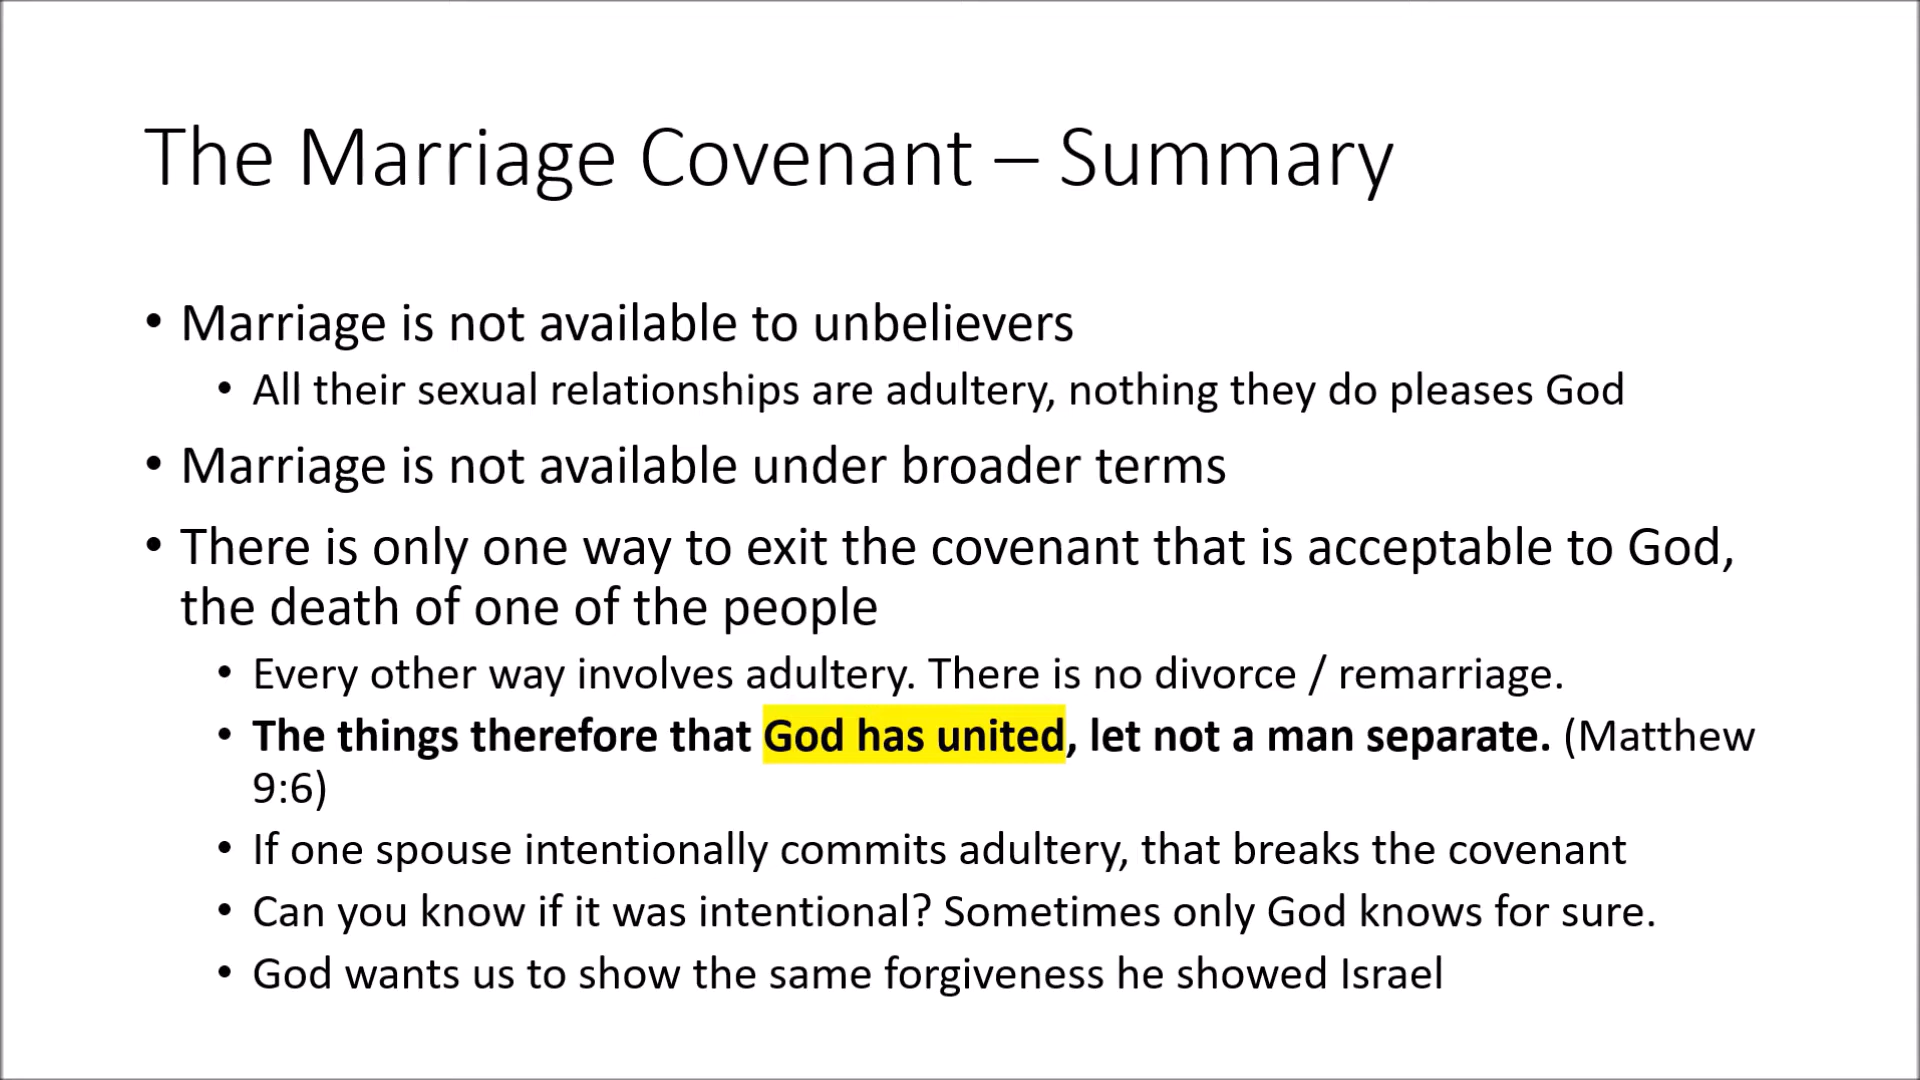 The Marriage Covenant – Summary
• Marriage is not available to unbelievers
• All their sexual relationships are adultery, nothing they do pleases God
• Marriage is not available under broader terms
• There is only one way to exit the covenant that is acceptable to God,
the death of one of the people
• Every other way involves adultery. There is no divorce / remarriage.
• The things therefore that God has united, let not a man separate. (Matthew
9:6)
• If one spouse intentionally commits adultery, that breaks the covenant
• Can you know if it was intentional? Sometimes only God knows for sure.
• God wants us to show the same forgiveness he showed Israel